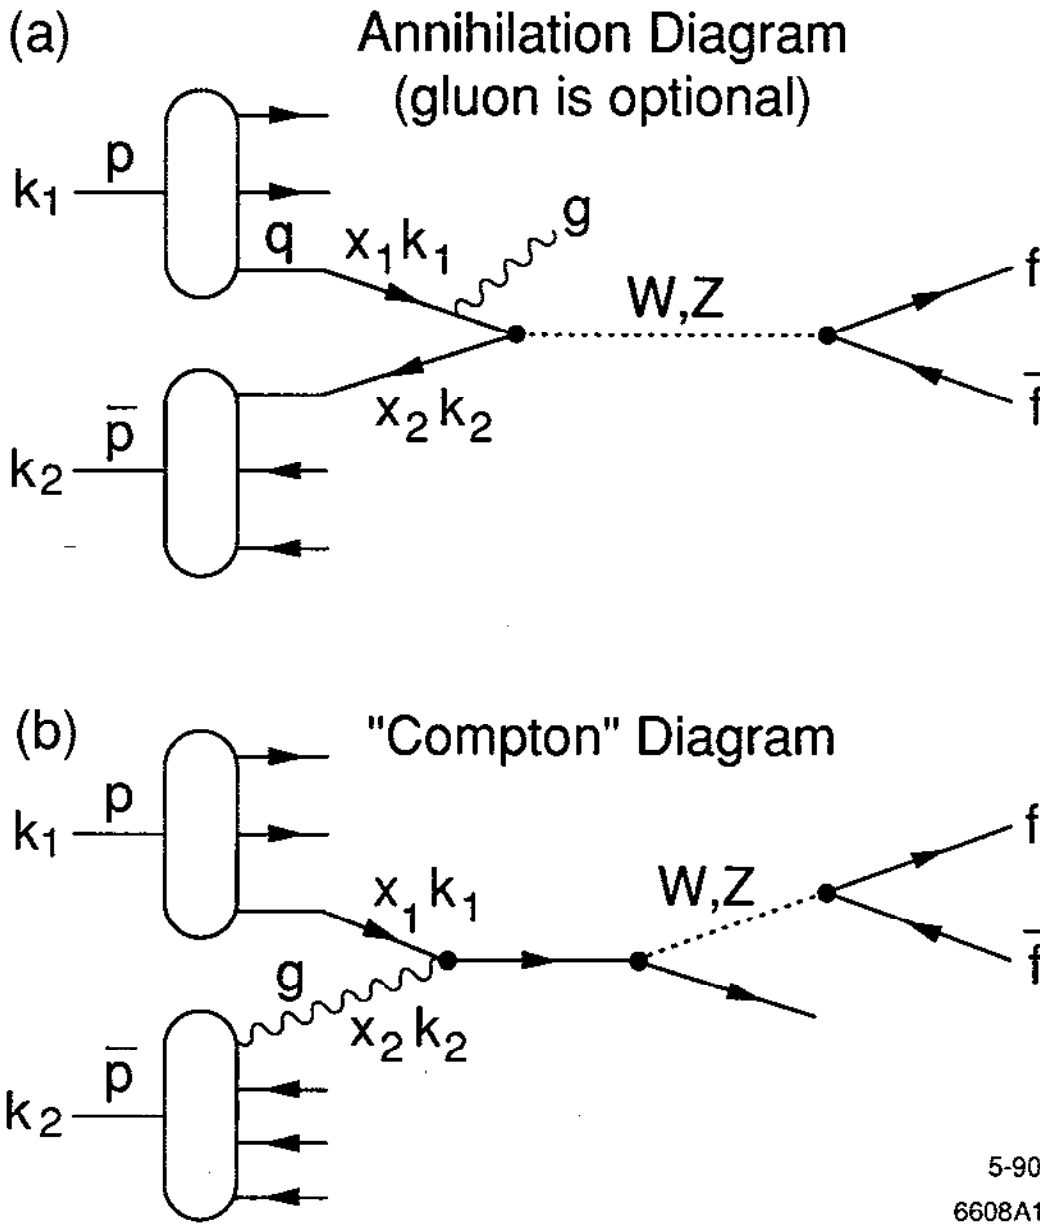 (a) Annihilation Diagram
(gluon is optional)
k₁ p
q x₁k₁ g
W,Z
f
f̅
x₂k₂
k₂ p̅
(b) "Compton" Diagram
k₁ p
x₁k₁
W,Z
f
f̅
g
x₂k₂
k₂ p̅
5-90
6608A1